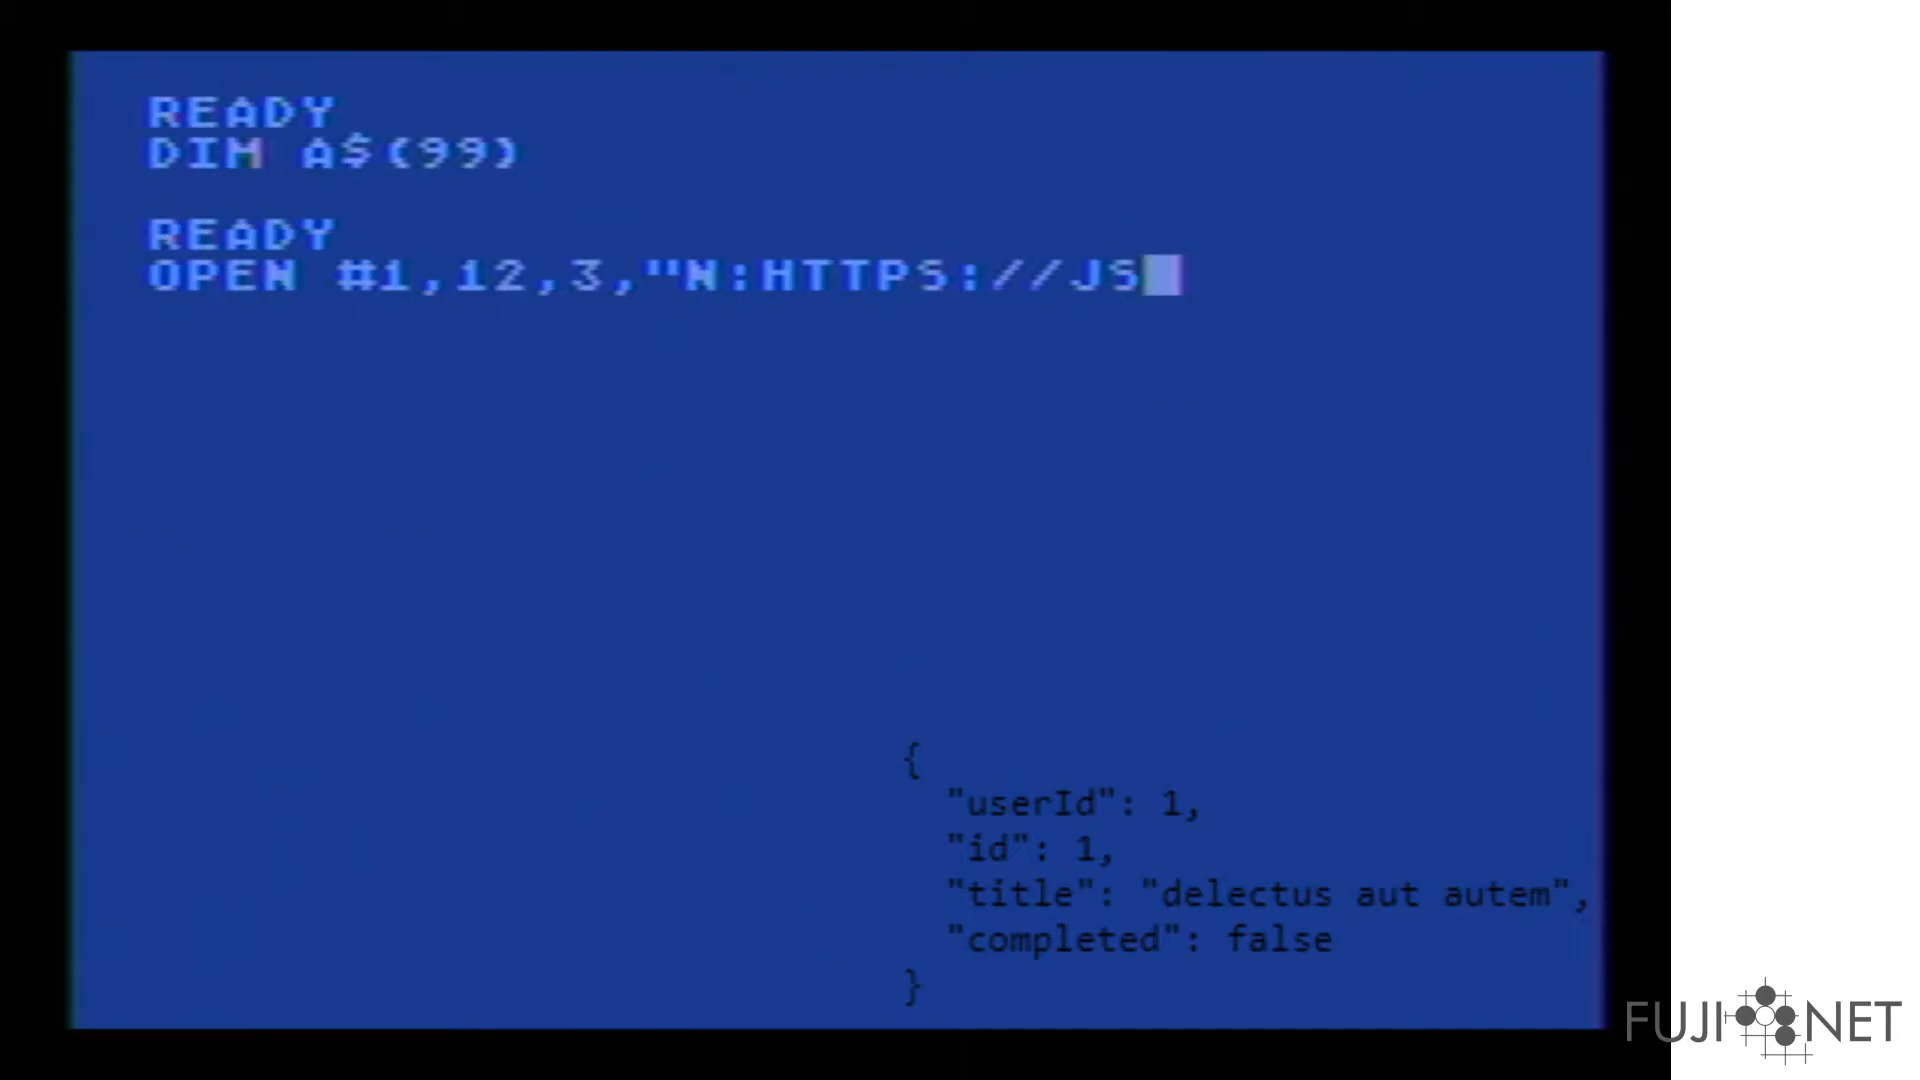 READY
DIM A$(99)
READY
OPEN #1,12,3,"N:HTTPS://JS
{
"userId": 1,
"id": 1,
"title": "delectus aut autem",
"completed": false
}
FUJINET